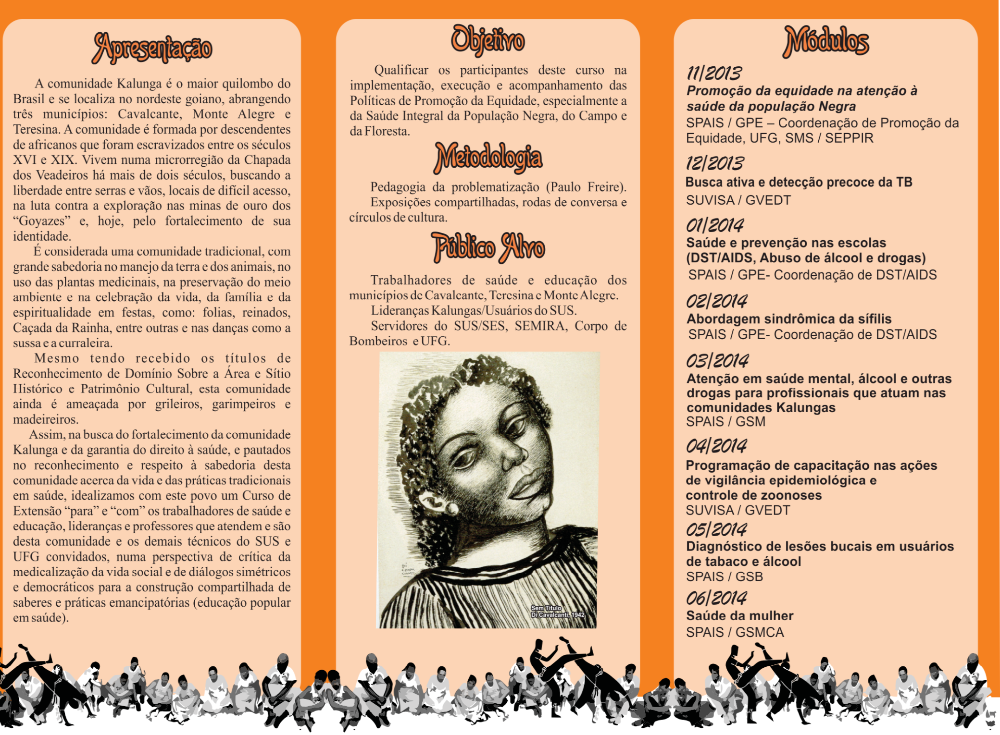 Apresentação
A comunidade Kalunga é o maior quilombo do
Brasil e se localiza no nordeste goiano, abrangendo
três municípios: Cavalcante, Monte Alegre e
Teresina. A comunidade é formada por descendentes
de africanos que foram escravizados entre os séculos
XVI e XIX. Vivem numa microrregião da Chapada
dos Veadeiros há mais de dois séculos, buscando a
liberdade entre serras e vãos, locais de difícil acesso,
na luta contra a exploração nas minas de ouro dos
“Goyazes” e, hoje, pelo fortalecimento de sua
identidade.
É considerada uma comunidade tradicional, com
grande sabedoria no manejo da terra e dos animais, no
uso das plantas medicinais, na preservação do meio
ambiente e na celebração da vida, da família e da
espiritualidade em festas, como: folias, reinados,
Caçada da Rainha, entre outras e nas danças como a
sussa e a curraleira.
Mesmo tendo recebido os títulos de
Reconhecimento de Domínio Sobre a Área e Sítio
Histórico e Patrimônio Cultural, esta comunidade
ainda é ameaçada por grileiros, garimpeiros e
madeireiros.
Assim, na busca do fortalecimento da comunidade
Kalunga e da garantia do direito à saúde, e pautados
no reconhecimento e respeito à sabedoria desta
comunidade acerca da vida e das práticas tradicionais
em saúde, idealizamos com este povo um Curso de
Extensão “para” e “com” os trabalhadores de saúde e
educação, lideranças e professores que atendem e são
desta comunidade e os demais técnicos do SUS e
UFG convidados, numa perspectiva de crítica da
medicalização da vida social e de diálogos simétricos
e democráticos para a construção compartilhada de
saberes e práticas emancipatórias (educação popular
em saúde).
Objetivo
Qualificar os participantes deste curso na
implementação, execução e acompanhamento das
Políticas de Promoção da Equidade, especialmente a
da Saúde Integral da População Negra, do Campo e
da Floresta.
Metodologia
Pedagogia da problematização (Paulo Freire).
Exposições compartilhadas, rodas de conversa e
círculos de cultura.
Público Alvo
Trabalhadores de saúde e educação dos
municípios de Cavalcante, Teresina e Monte Alegre.
Lideranças Kalungas/Usuários do SUS.
Servidores do SUS/SES, SEMIRA, Corpo de
Bombeiros e UFG.
Di
Caval
canti
Sem Título
Di Cavalcanti, 1942
Módulos
11/2013
Promoção da equidade na atenção à
saúde da população Negra
SPAIS / GPE – Coordenação de Promoção da
Equidade, UFG, SMS / SEPPIR
12/2013
Busca ativa e detecção precoce da TB
SUVISA / GVEDT
01/2014
Saúde e prevenção nas escolas
(DST/AIDS, Abuso de álcool e drogas)
SPAIS / GPE- Coordenação de DST/AIDS
02/2014
Abordagem sindrômica da sífilis
SPAIS / GPE- Coordenação de DST/AIDS
03/2014
Atenção em saúde mental, álcool e outras
drogas para profissionais que atuam nas
comunidades Kalungas
SPAIS / GSM
04/2014
Programação de capacitação nas ações
de vigilância epidemiológica e
controle de zoonoses
SUVISA / GVEDT
05/2014
Diagnóstico de lesões bucais em usuários
de tabaco e álcool
SPAIS / GSB
06/2014
Saúde da mulher
SPAIS / GSMCA